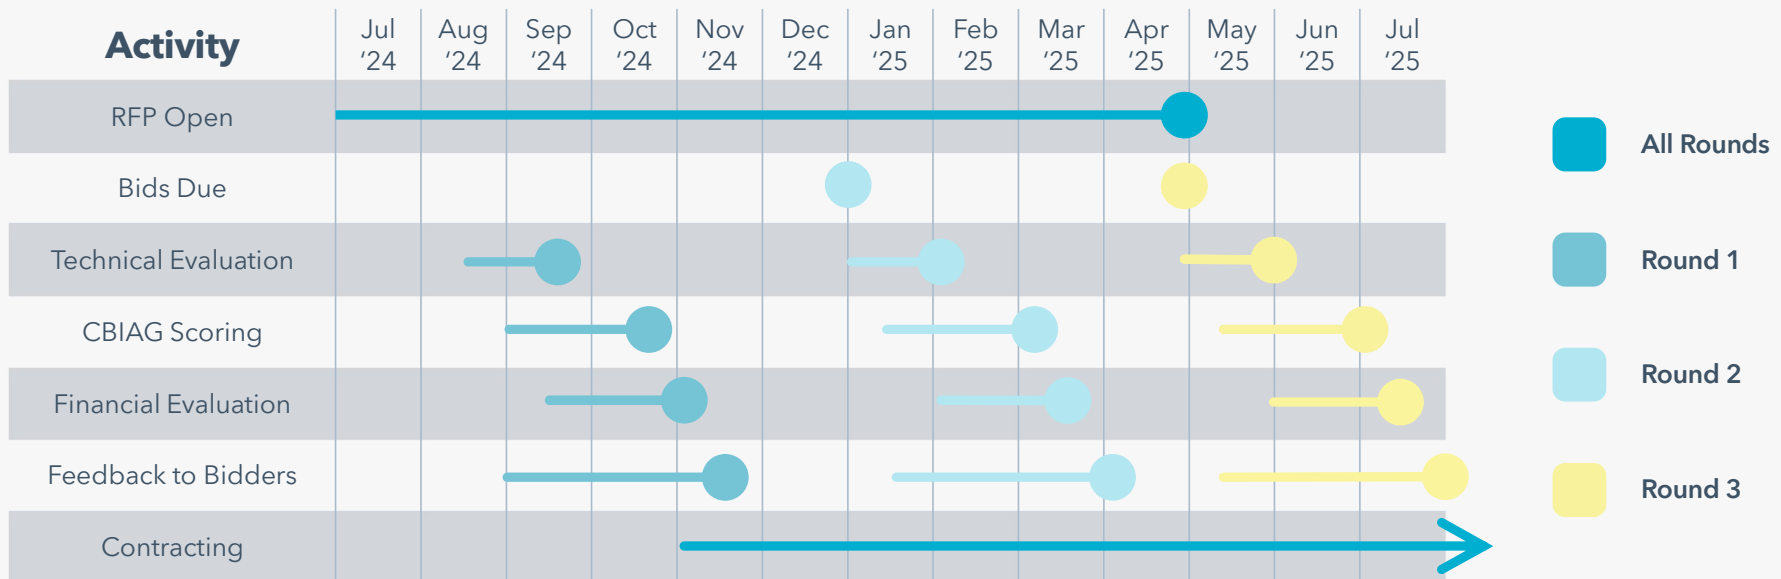 Activity
Jul ‘24
Aug ‘24
Sep ‘24
Oct ‘24
Nov ‘24
Dec ‘24
Jan ‘25
Feb ‘25
Mar ‘25
Apr ‘25
May ‘25
Jun ‘25
Jul ‘25
RFP Open
Bids Due
Technical Evaluation
CBIAG Scoring
Financial Evaluation
Feedback to Bidders
Contracting
All Rounds
Round 1
Round 2
Round 3